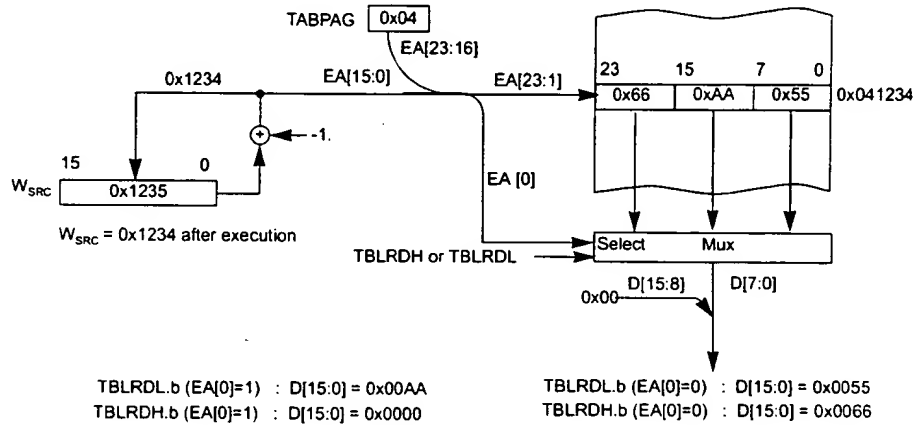 TABPAG 0x04
EA[23:16]
0x1234 EA[15:0] EA[23:1]
23 15 7 0
0x66 0xAA 0x55 0x041234
+ -1.
15 0
WSRC 0x1235
EA [0]
WSRC = 0x1234 after execution
Select Mux
TBLRDH or TBLRDL
D[15:8] D[7:0]
0x00
TBLRDL.b (EA[0]=1) : D[15:0] = 0x00AA
TBLRDH.b (EA[0]=1) : D[15:0] = 0x0000
TBLRDL.b (EA[0]=0) : D[15:0] = 0x0055
TBLRDH.b (EA[0]=0) : D[15:0] = 0x0066